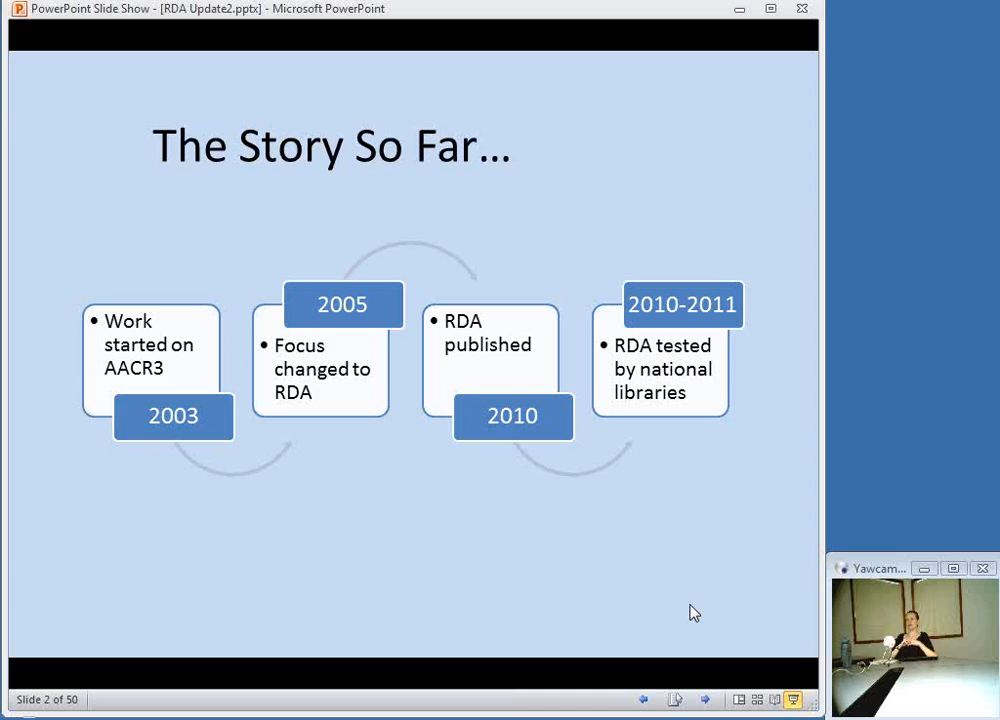 PowerPoint Slide Show - [RDA Update2.pptx] - Microsoft PowerPoint
The Story So Far...
• Work
started on
AACR3
2003
2005
• Focus
changed to
RDA
• RDA
published
2010
2010-2011
• RDA tested
by national
libraries
Yawcam...
Slide 2 of 50